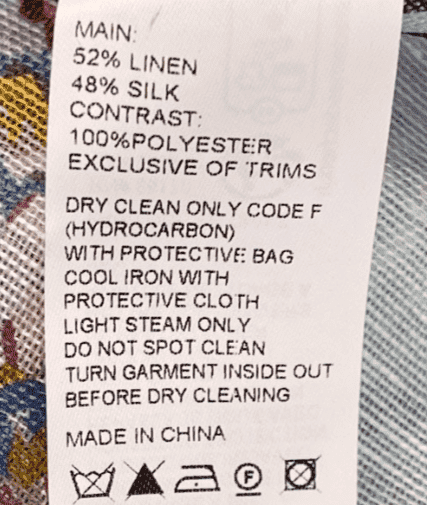 MAIN:
52% LINEN
48% SILK
CONTRAST:
100%POLYESTER
EXCLUSIVE OF TRIMS
DRY CLEAN ONLY CODE F
(HYDROCARBON)
WITH PROTECTIVE BAG
COOL IRON WITH
PROTECTIVE CLOTH
LIGHT STEAM ONLY
DO NOT SPOT CLEAN
TURN GARMENT INSIDE OUT
BEFORE DRY CLEANING
MADE IN CHINA
F